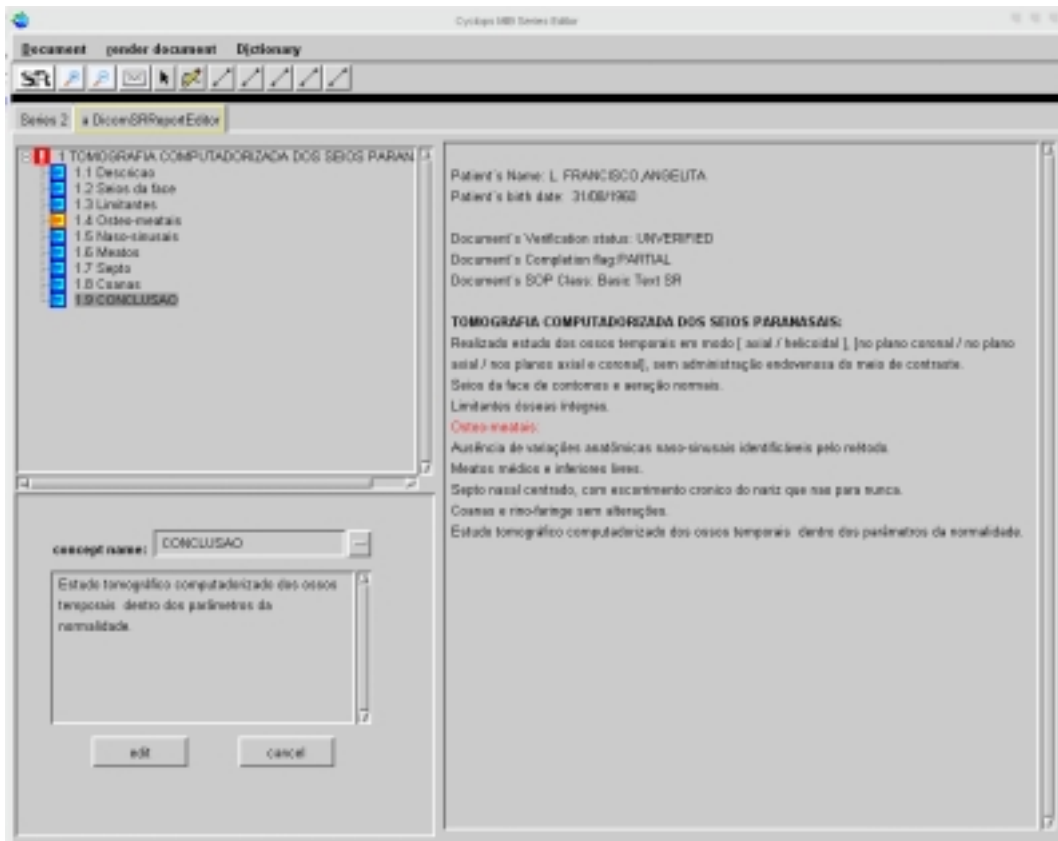 Cyclops MIB Series Editor
Document render document Dictionary
SR
Series 2 a DicomSRReportEditor
1 TOMOGRAFIA COMPUTADORIZADA DOS SEIOS PARAN
1.1 Descricao
1.2 Seios da face
1.3 Limitantes
1.4 Osteo-meatais
1.5 Naso-sinusais
1.6 Meatos
1.7 Septo
1.8 Coanas
1.9 CONCLUSAO
concept name: CONCLUSAO
Estudo tomográfico computadorizado dos ossos
temporais dentro dos parâmetros da
normalidade.
edit cancel
Patient's Name: L. FRANCISCO,ANGELITA
Patient's birth date: 31/08/1960
Document's Verification status: UNVERIFIED
Document's Completion flag:PARTIAL
Document's SOP Class: Basic Text SR
TOMOGRAFIA COMPUTADORIZADA DOS SEIOS PARANASAIS:
Realizado estudo dos ossos temporais em modo [ axial / helicoidal ], [no plano coronal / no plano
axial / nos planos axial e coronal], sem administração endovenosa do meio de contraste.
Seios da face de contornos e aeração normais.
Limitantes ósseas íntegras.
Osteo-meatais:
Ausência de variações anatômicas naso-sinusais identificáveis pelo método.
Meatos médios e inferiores livres.
Septo nasal centrado, com escorrimento cronico do nariz que nao para nunca.
Coanas e rino-faringe sem alterações.
Estudo tomográfico computadorizado dos ossos temporais dentro dos parâmetros da normalidade.